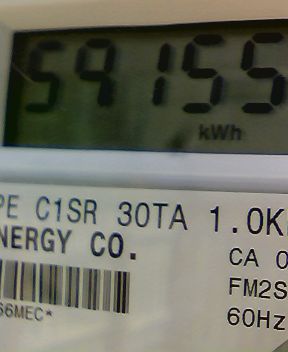 59155
kWh
PE C1SR 30TA 1.0K
NERGY CO.
CA 0
FM2S
66MEC*
60Hz